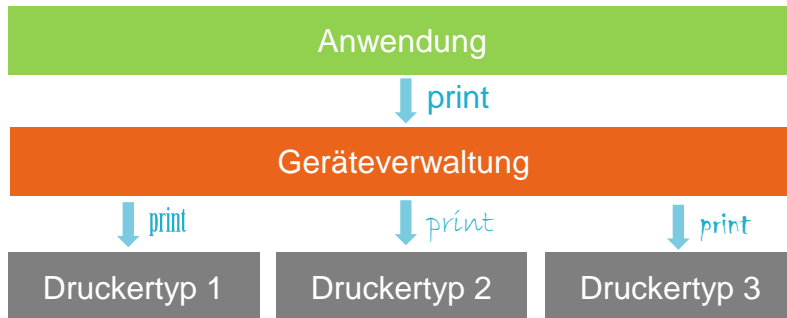 Anwendung
print
Geräteverwaltung
print print print
Druckertyp 1 Druckertyp 2 Druckertyp 3